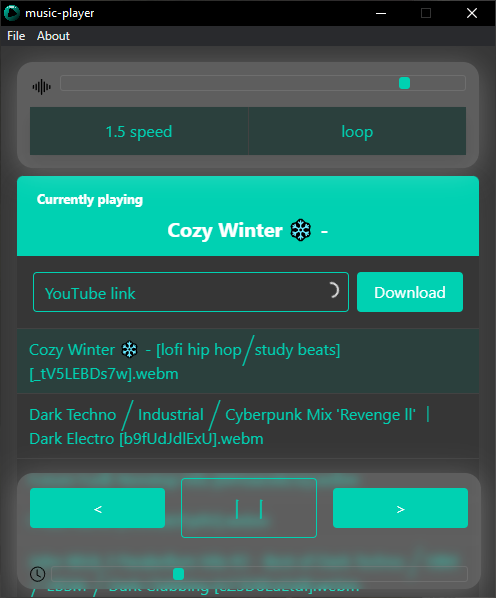 music-player
File About
1.5 speed loop
Currently playing
Cozy Winter ❄ -
YouTube link Download
Cozy Winter ❄ - [lofi hip hop╱study beats]
[_tV5LEBDs7w].webm
Dark Techno ╱ Industrial ╱ Cyberpunk Mix 'Revenge ll' |
Dark Electro [b9fUdJdlExU].webm
< | | >